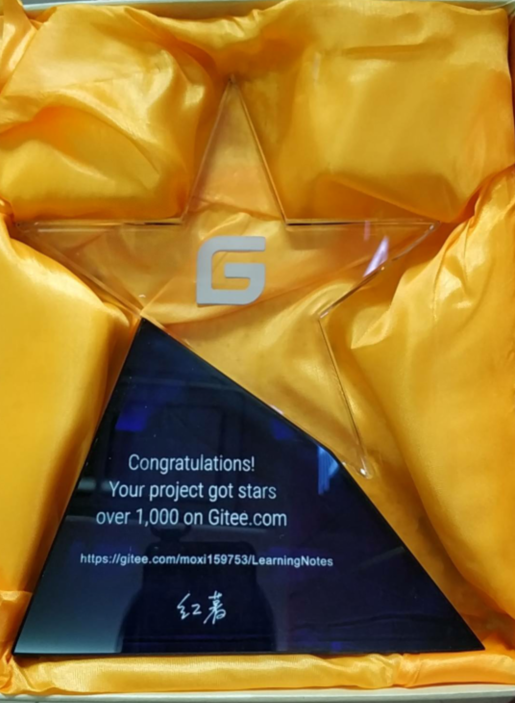 G
Congratulations!
Your project got stars
over 1,000 on Gitee.com
https://gitee.com/moxi159753/LearningNotes
红薯